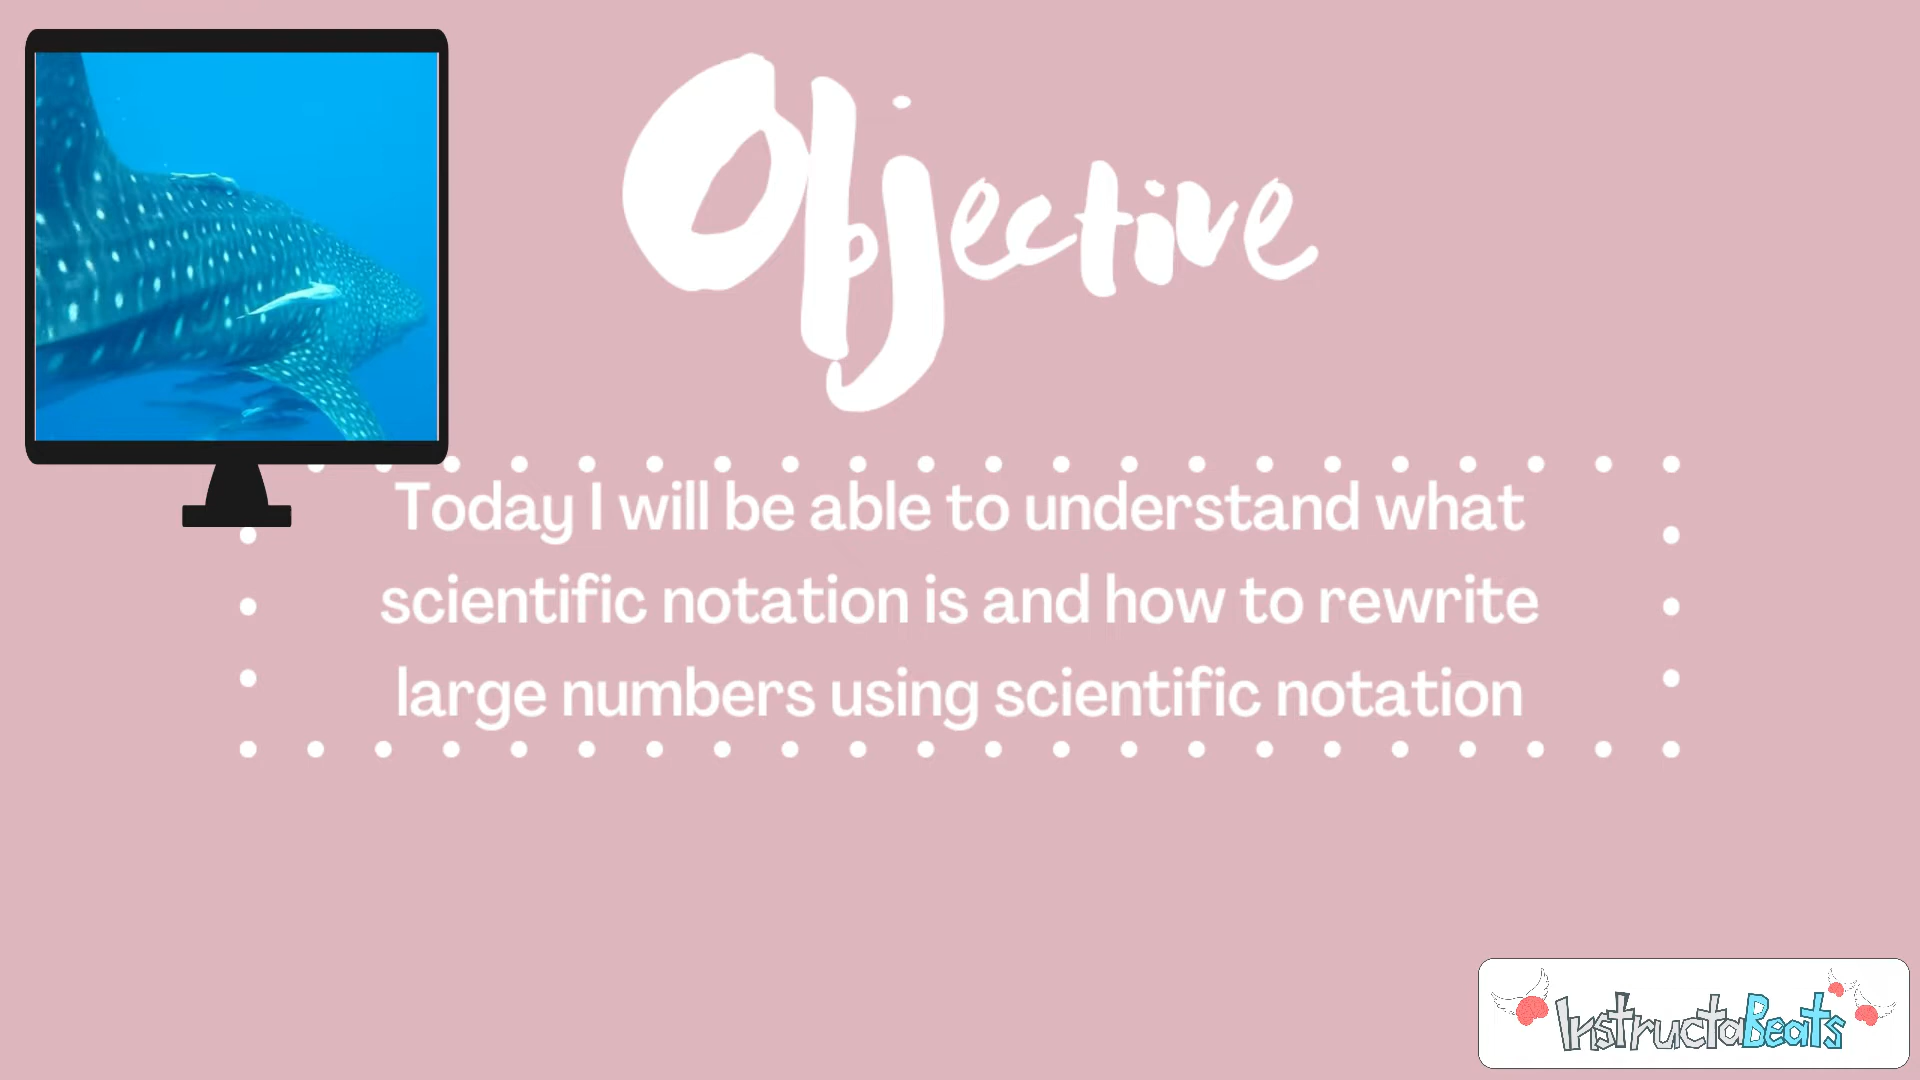 Objective
Today I will be able to understand what
scientific notation is and how to rewrite
large numbers using scientific notation
InstructaBeats